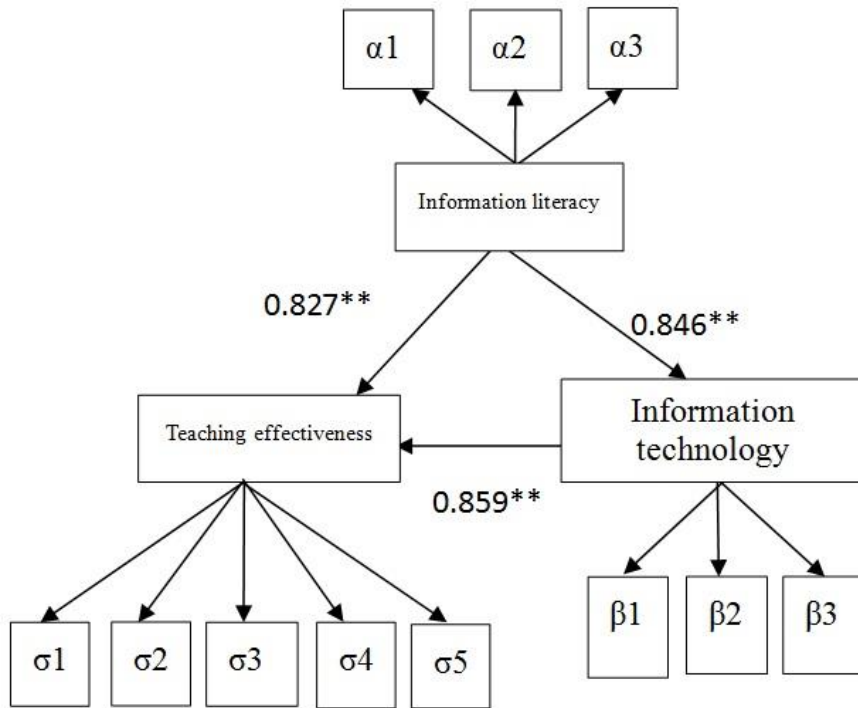 α1 α2 α3
Information literacy
0.827** 0.846**
Teaching effectiveness
Information
technology
0.859**
β1 β2 β3
σ1 σ2 σ3 σ4 σ5